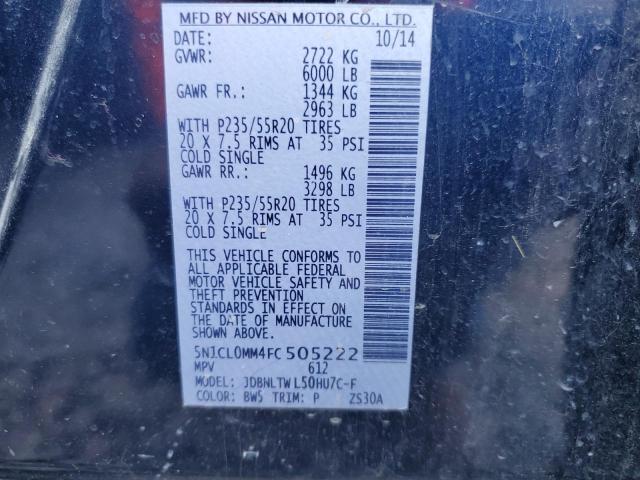 MFD BY NISSAN MOTOR CO., LTD.
DATE: 10/14
GVWR: 2722 KG
6000 LB
GAWR FR.: 1344 KG
2963 LB
WITH P235/55R20 TIRES
20 X 7.5 RIMS AT 35 PSI
COLD SINGLE
GAWR RR.: 1496 KG
3298 LB
WITH P235/55R20 TIRES
20 X 7.5 RIMS AT 35 PSI
COLD SINGLE
THIS VEHICLE CONFORMS TO
ALL APPLICABLE FEDERAL
MOTOR VEHICLE SAFETY AND
THEFT PREVENTION
STANDARDS IN EFFECT ON
THE DATE OF MANUFACTURE
SHOWN ABOVE.
5N1CL0MM4FC505222
MPV 612
MODEL: JDBNLTWL50HU7C-F
COLOR: BW5 TRIM: P ZS30A